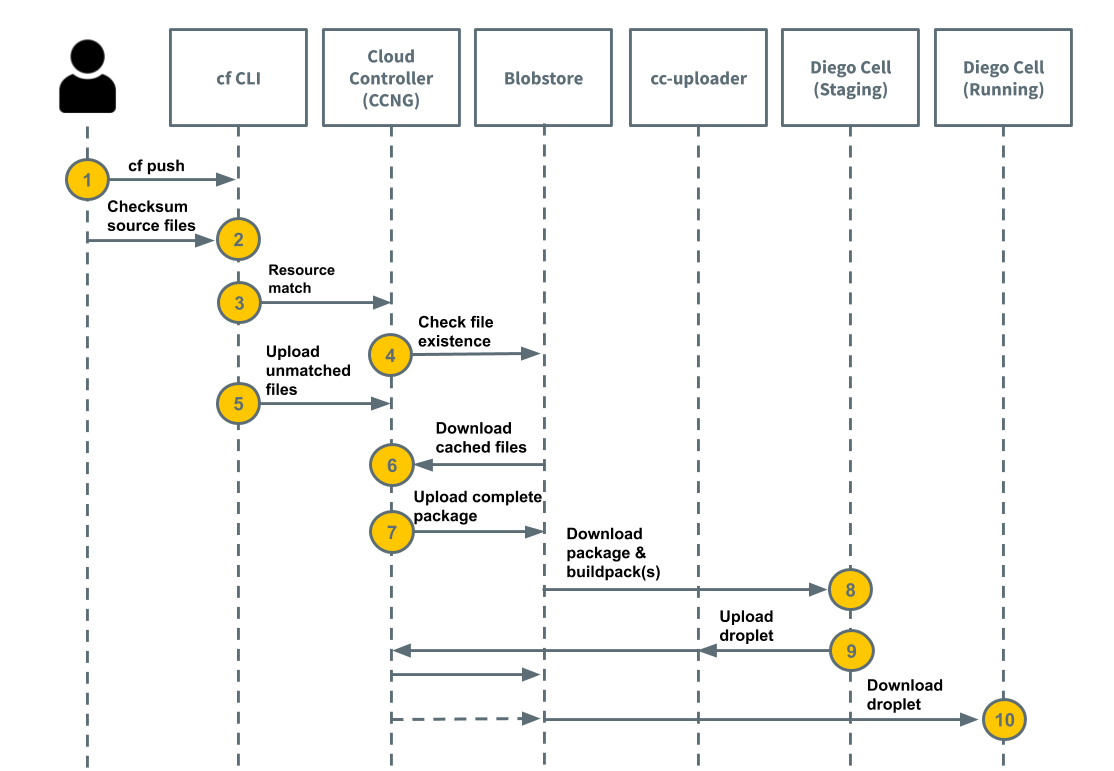 cf CLI
Cloud
Controller
(CCNG)
Blobstore
cc-uploader
Diego Cell
(Staging)
Diego Cell
(Running)
1
cf push
Checksum
source files
2
3
Resource
match
4
Check file
existence
5
Upload
unmatched
files
6
Download
cached files
7
Upload complete
package
Download
package &
buildpack(s)
8
Upload
droplet
9
Download
droplet
10